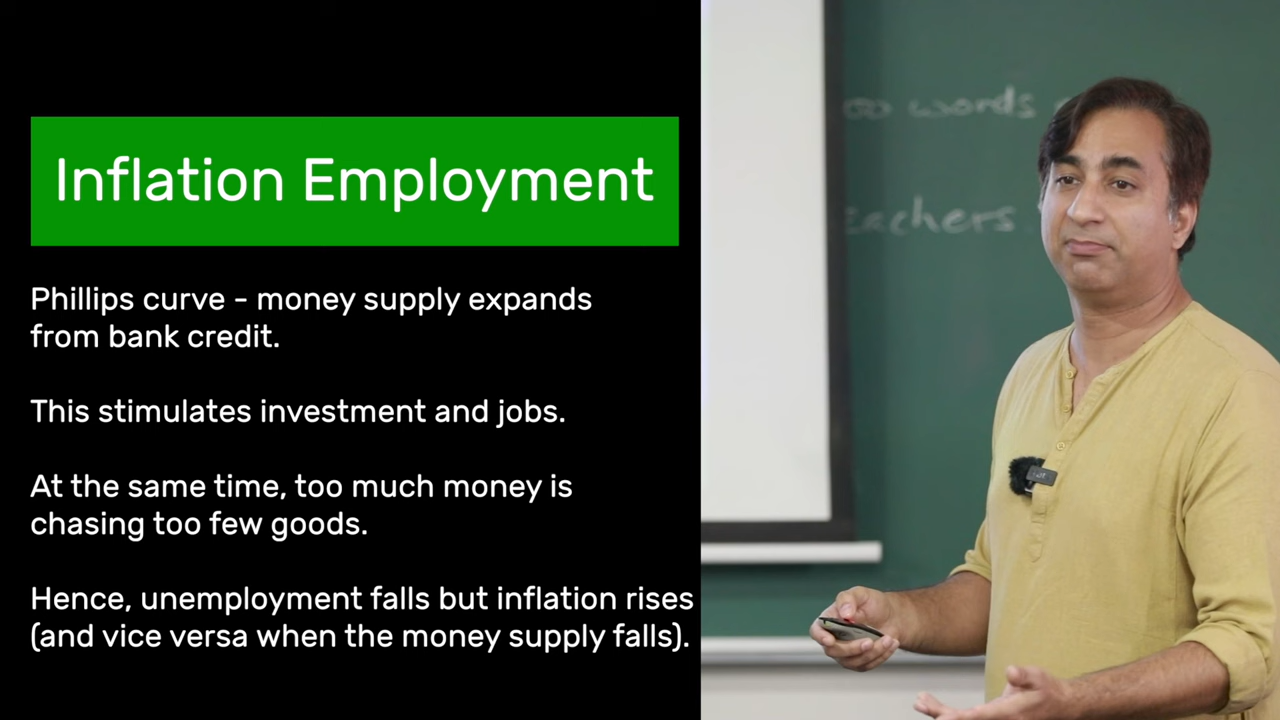 Inflation Employment
Phillips curve - money supply expands
from bank credit.
This stimulates investment and jobs.
At the same time, too much money is
chasing too few goods.
Hence, unemployment falls but inflation rises
(and vice versa when the money supply falls).
words